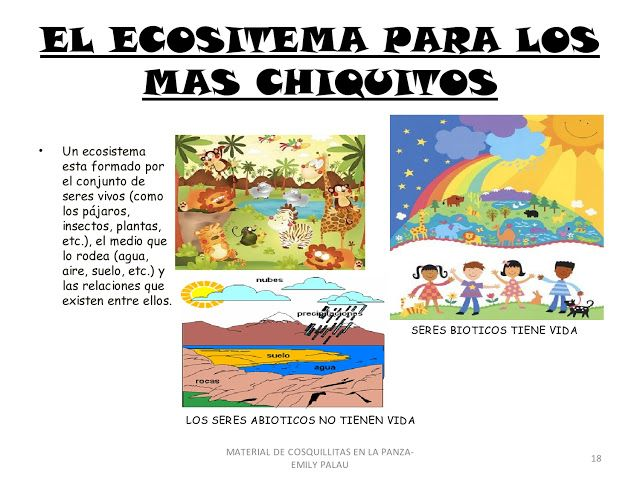 EL ECOSITEMA PARA LOS
MAS CHIQUITOS
• Un ecosistema
esta formado por
el conjunto de
seres vivos (como
los pájaros,
insectos, plantas,
etc.), el medio que
lo rodea (agua,
aire, suelo, etc.) y
las relaciones que
existen entre ellos.
nubes
precipitaciones
suelo
agua
rocas
SERES BIOTICOS TIENE VIDA
LOS SERES ABIOTICOS NO TIENEN VIDA
MATERIAL DE COSQUILLITAS EN LA PANZA-
EMILY PALAU
18